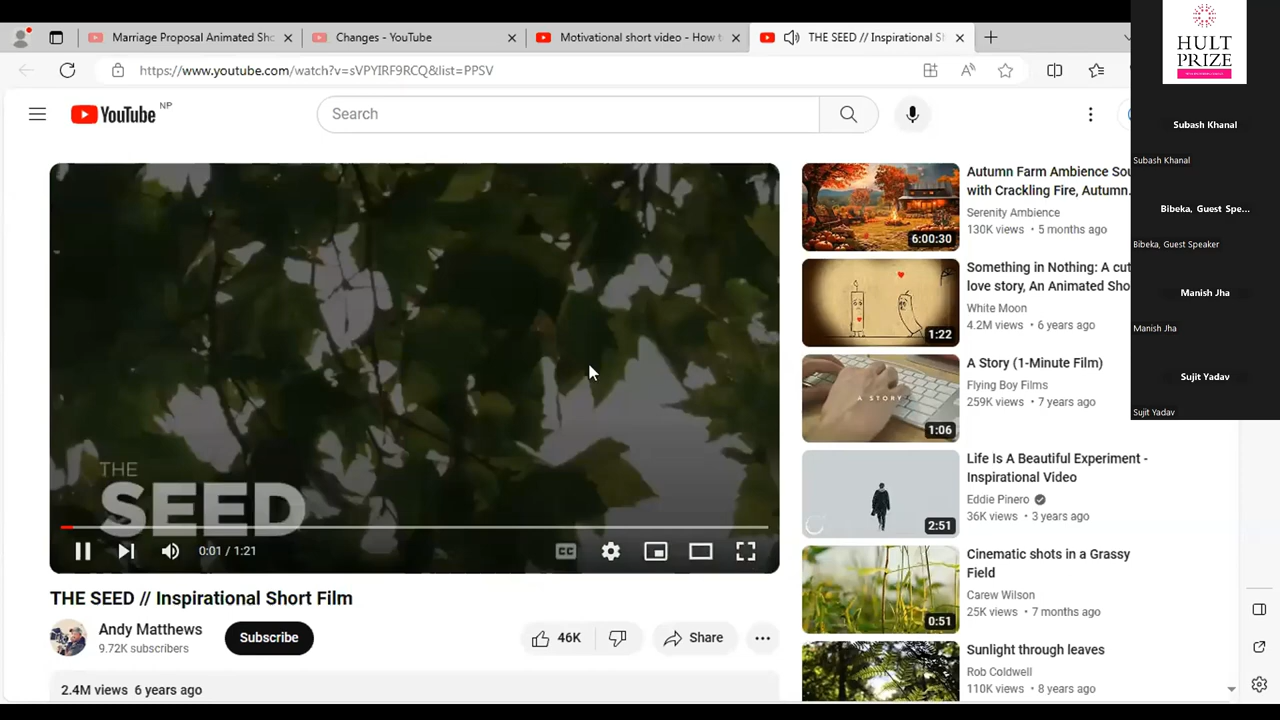 Marriage Proposal Animated Sho
Changes - YouTube
Motivational short video - How t
THE SEED // Inspirational S
https://www.youtube.com/watch?v=sVPYIRF9RCQ&list=PPSV
YouTube NP
Search
THE
SEED
0:01 / 1:21
CC
THE SEED // Inspirational Short Film
Andy Matthews
9.72K subscribers
Subscribe
46K
Share
2.4M views 6 years ago
Autumn Farm Ambience Sou
with Crackling Fire, Autumn.
Serenity Ambience
130K views • 5 months ago
6:00:30
Something in Nothing: A cut
love story, An Animated Sho
White Moon
4.2M views • 6 years ago
1:22
A Story (1-Minute Film)
Flying Boy Films
259K views • 7 years ago
A STORY
1:06
Life Is A Beautiful Experiment -
Inspirational Video
Eddie Pinero
36K views • 3 years ago
2:51
Cinematic shots in a Grassy
Field
Carew Wilson
25K views • 7 months ago
0:51
Sunlight through leaves
Rob Coldwell
110K views • 8 years ago
HULT
PRIZE
Subash Khanal
Subash Khanal
Bibeka, Guest Spe...
Bibeka, Guest Speaker
Manish Jha
Manish Jha
Sujit Yadav
Sujit Yadav